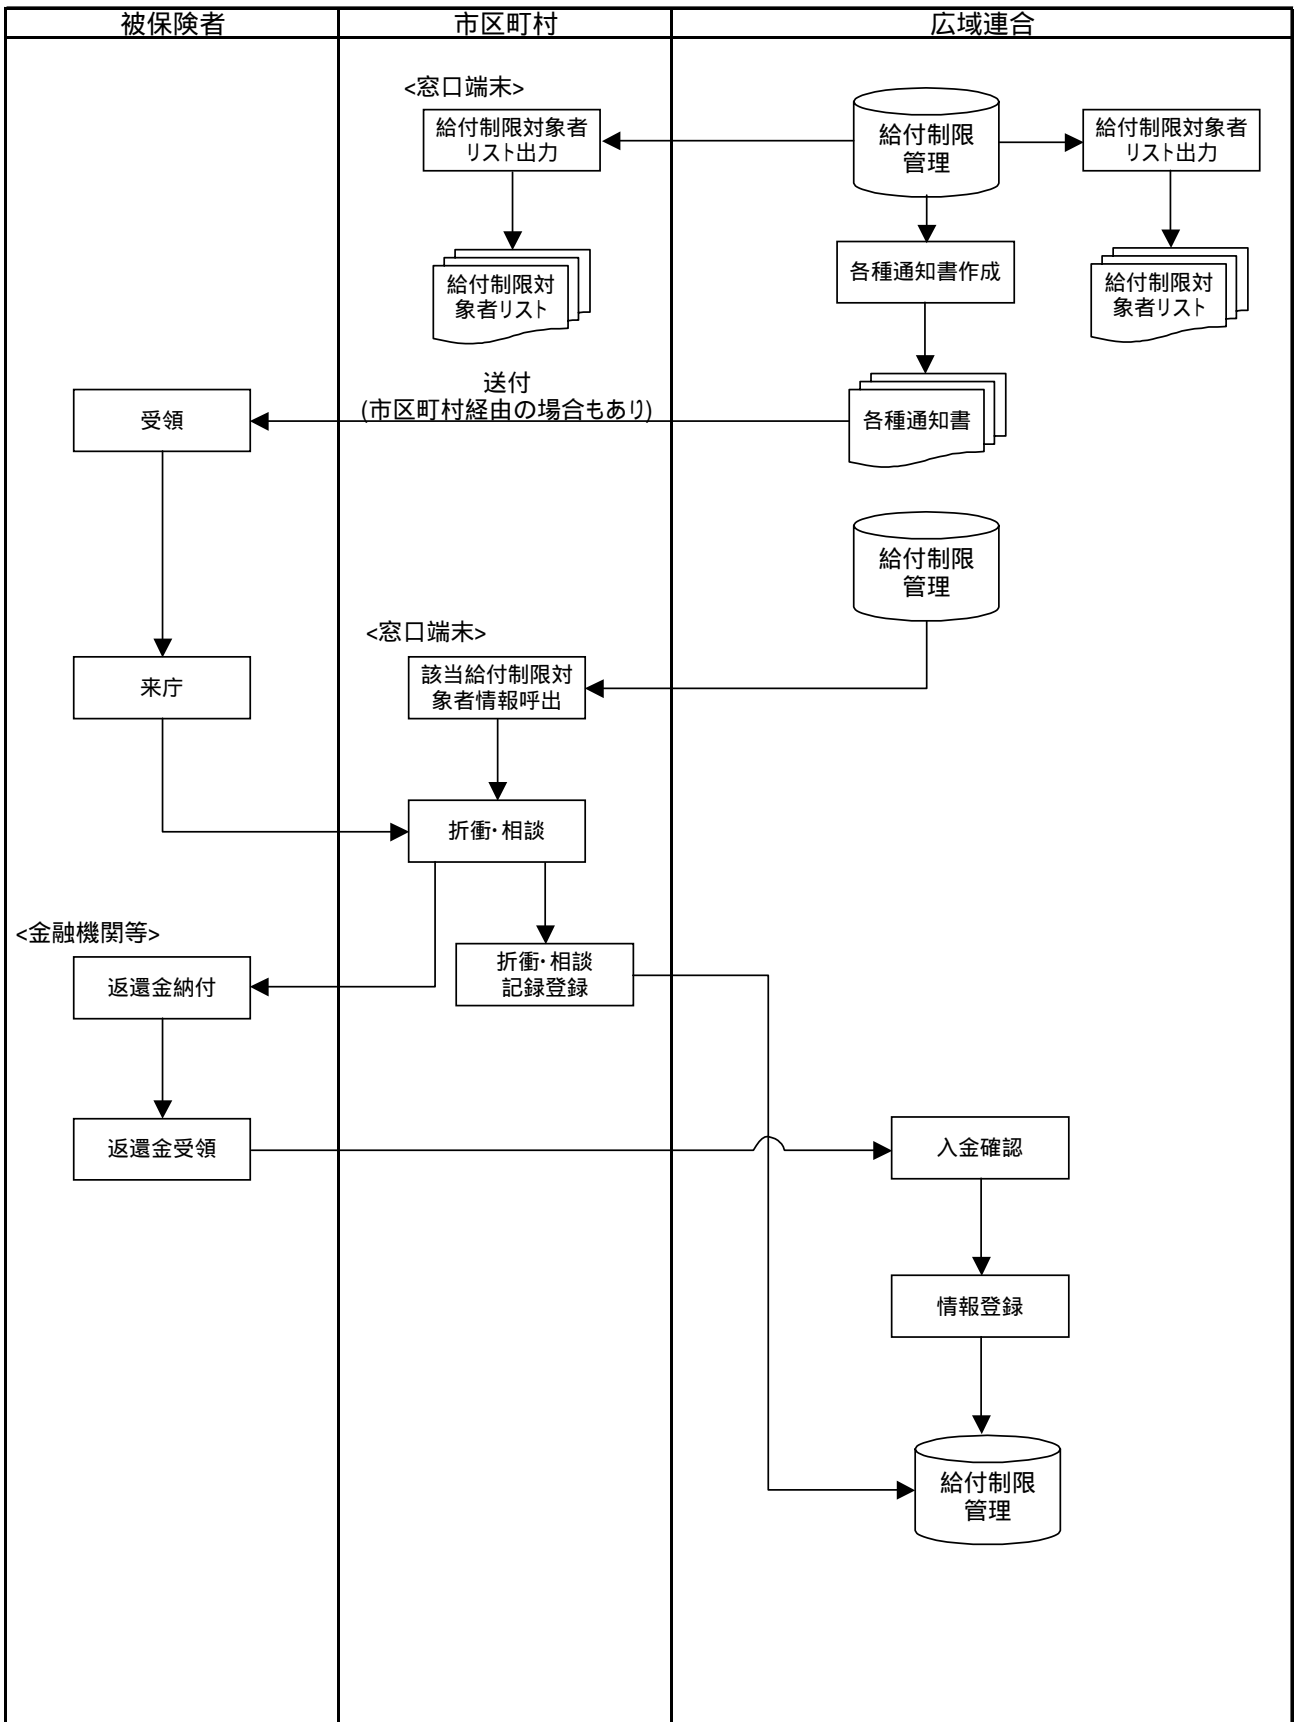 被保険者
市区町村
広域連合
<窓口端末>
給付制限対象者
リスト出力
給付制限
管理
給付制限対象者
リスト出力
給付制限対
象者リスト
各種通知書作成
給付制限対
象者リスト
送付
(市区町村経由の場合もあり)
受領
各種通知書
給付制限
管理
<窓口端末>
来庁
該当給付制限対
象者情報呼出
折衝・相談
<金融機関等>
返還金納付
折衝・相談
記録登録
返還金受領
入金確認
情報登録
給付制限
管理